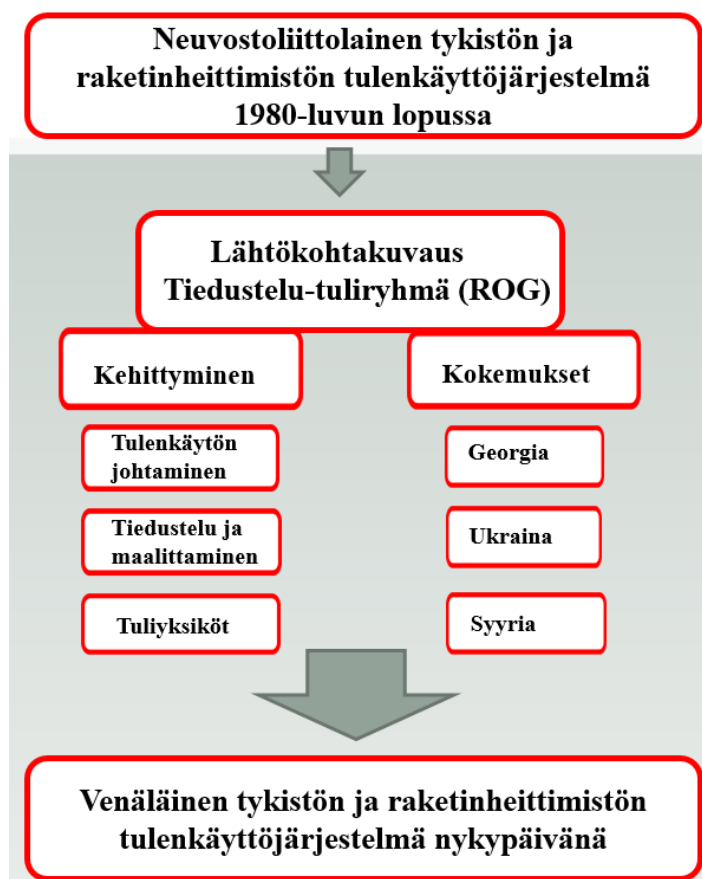 Neuvostoliittolainen tykistön ja
raketinheittimistön tulenkäyttöjärjestelmä
1980-luvun lopussa
Lähtökohtakuvaus
Tiedustelu-tuliryhmä (ROG)
Kehittyminen
Tulenkäytön
johtaminen
Tiedustelu ja
maalittaminen
Tuliyksiköt
Kokemukset
Georgia
Ukraina
Syyria
Venäläinen tykistön ja raketinheittimistön
tulenkäyttöjärjestelmä nykypäivänä